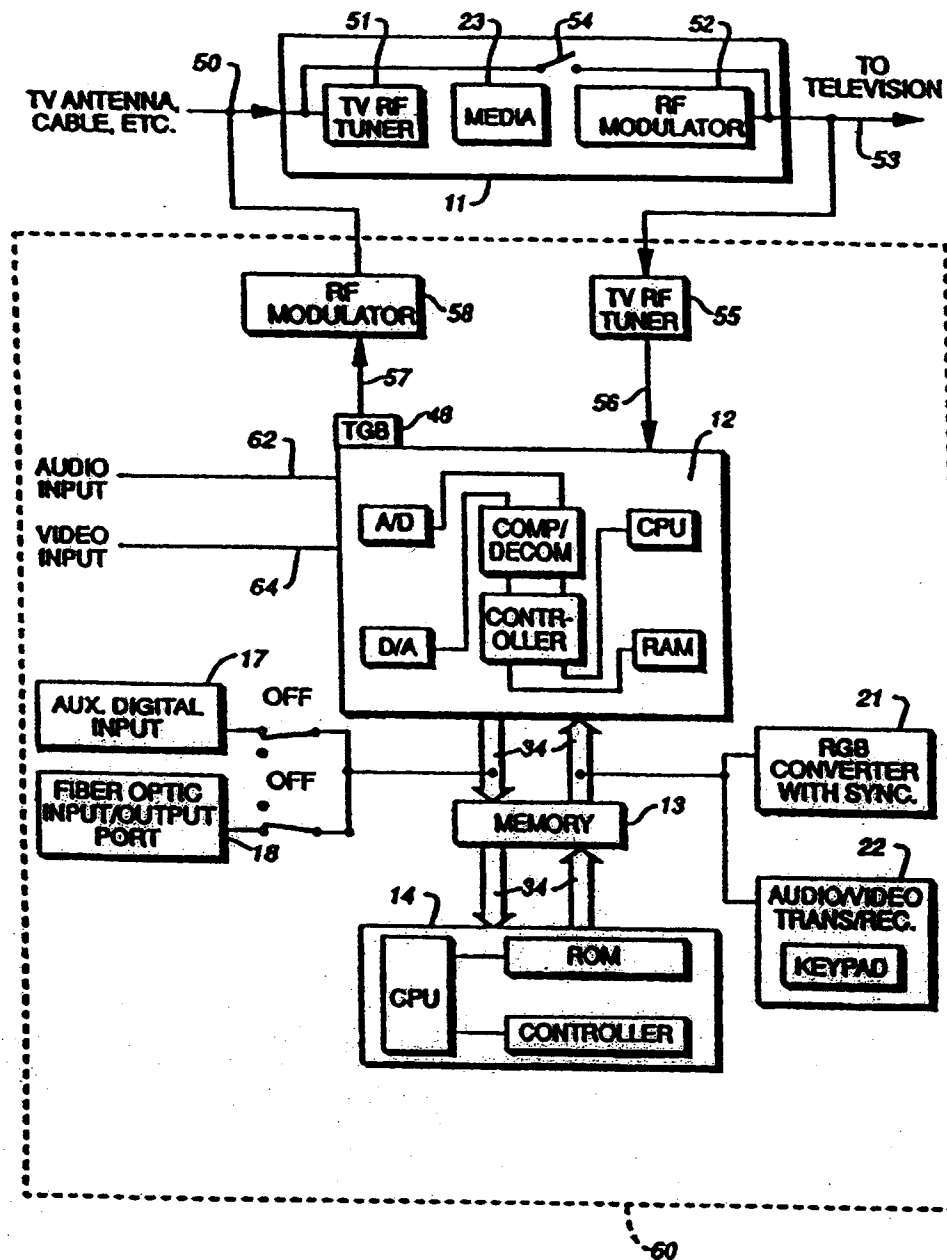 51
23
54
52
50
TV ANTENNA,
CABLE, ETC.
TV RF
TUNER
MEDIA
RF
MODULATOR
TO
TELEVISION
53
11
RF
MODULATOR
58
TV RF
TUNER
55
57
56
TGB
48
12
62
AUDIO
INPUT
VIDEO
INPUT
64
A/D
COMP/
DECOM
CPU
CONTR-
OLLER
D/A
RAM
17
OFF
AUX. DIGITAL
INPUT
OFF
FIBER OPTIC
INPUT/OUTPUT
PORT
18
34
21
RGB
CONVERTER
WITH SYNC.
MEMORY
13
34
22
AUDIO/VIDEO
TRANS/REC.
KEYPAD
14
CPU
ROM
CONTROLLER
60